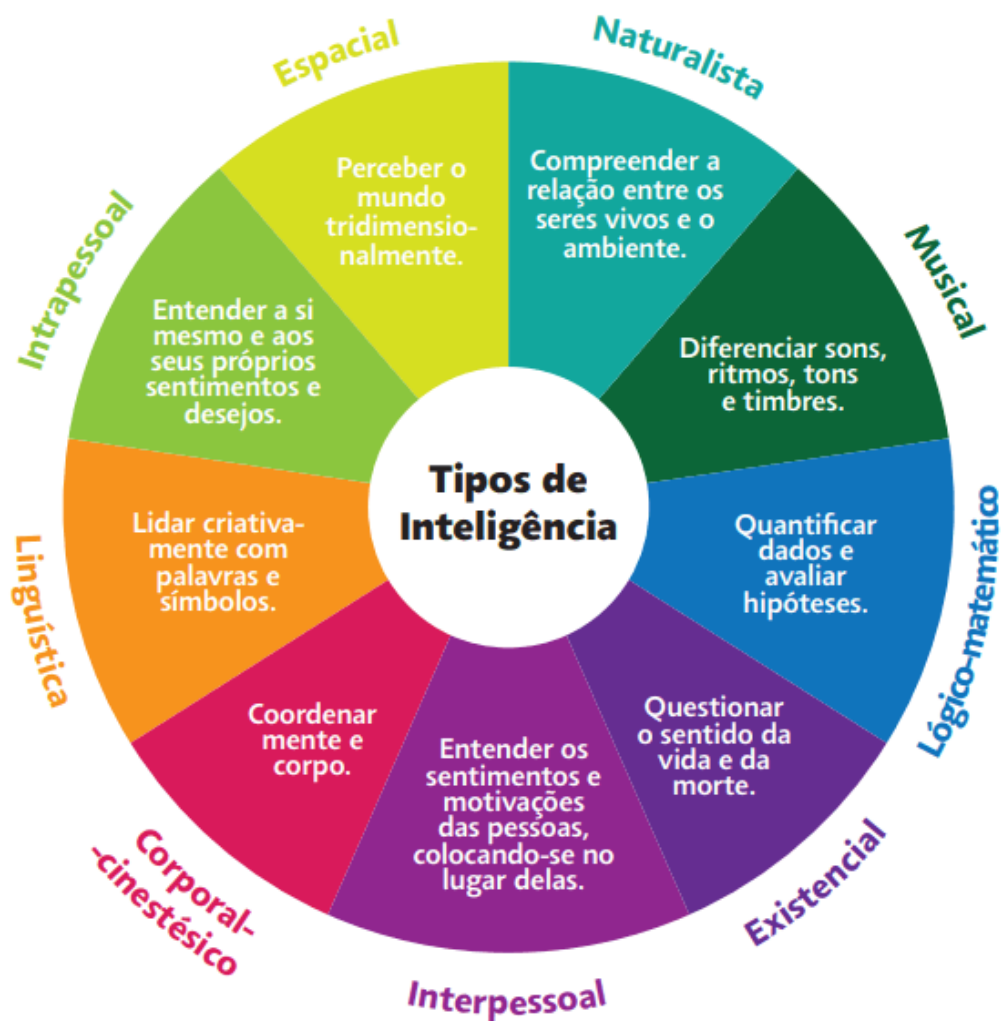 Tipos de
Inteligência
Naturalista
Compreender a
relação entre os
seres vivos e o
ambiente.
Musical
Diferenciar sons,
ritmos, tons
e timbres.
Lógico-matemático
Quantificar
dados e
avaliar
hipóteses.
Existencial
Questionar
o sentido da
vida e da
morte.
Interpessoal
Entender os
sentimentos e
motivações
das pessoas,
colocando-se no
lugar delas.
Corporal-
-cinestésico
Coordenar
mente e
corpo.
Linguística
Lidar criativa-
mente com
palavras e
símbolos.
Intrapessoal
Entender a si
mesmo e aos
seus próprios
sentimentos e
desejos.
Espacial
Perceber o
mundo
tridimensio-
nalmente.